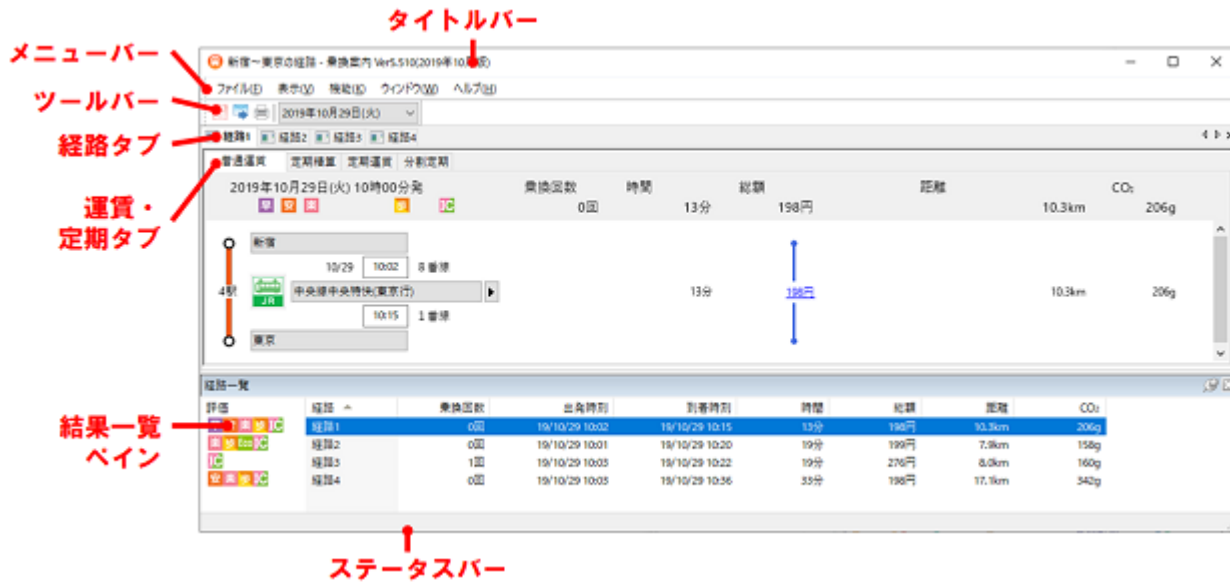 タイトルバー
メニューバー
ツールバー
経路タブ
運賃・
定期タブ
結果一覧
ペイン
ステータスバー
新宿～東京の経路 - 乗換案内 Ver5.510(2019年10月版)
ファイル(F) 表示(V) 機能(K) ウィンドウ(W) ヘルプ(H)
2019年10月29日(火)
経路1 経路2 経路3 経路4
普通運賃 定期積算 定期運賃 分割定期
2019年10月29日(火) 10時00分発 乗換回数 時間 総額 距離 CO₂
早 安 楽 IC 0回 13分 198円 10.3km 206g
新宿
10/29 10:02 8番線
4駅 JR 中央線中央特快(東京行) 13分 198円 10.3km 206g
10:15 1番線
東京
経路一覧
評価 経路 乗換回数 出発時刻 到着時刻 時間 総額 距離 CO₂
楽 IC 経路1 0回 19/10/29 10:02 19/10/29 10:15 13分 198円 10.3km 206g
楽 Eco IC 経路2 0回 19/10/29 10:01 19/10/29 10:20 19分 199円 7.9km 158g
IC 経路3 1回 19/10/29 10:03 19/10/29 10:22 19分 276円 8.0km 160g
安 楽 IC 経路4 0回 19/10/29 10:03 19/10/29 10:36 33分 198円 17.1km 342g